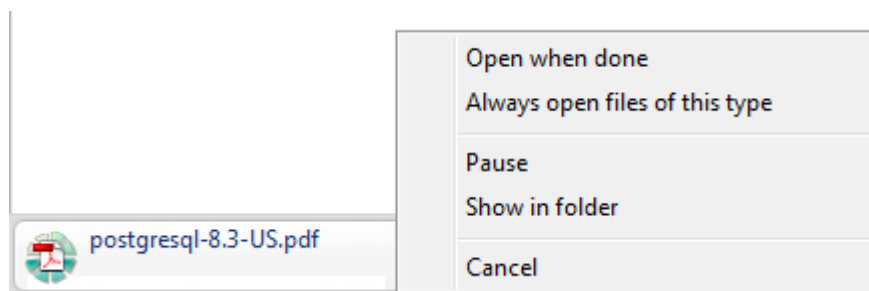 Open when done
Always open files of this type
Pause
Show in folder
Cancel
postgresql-8.3-US.pdf